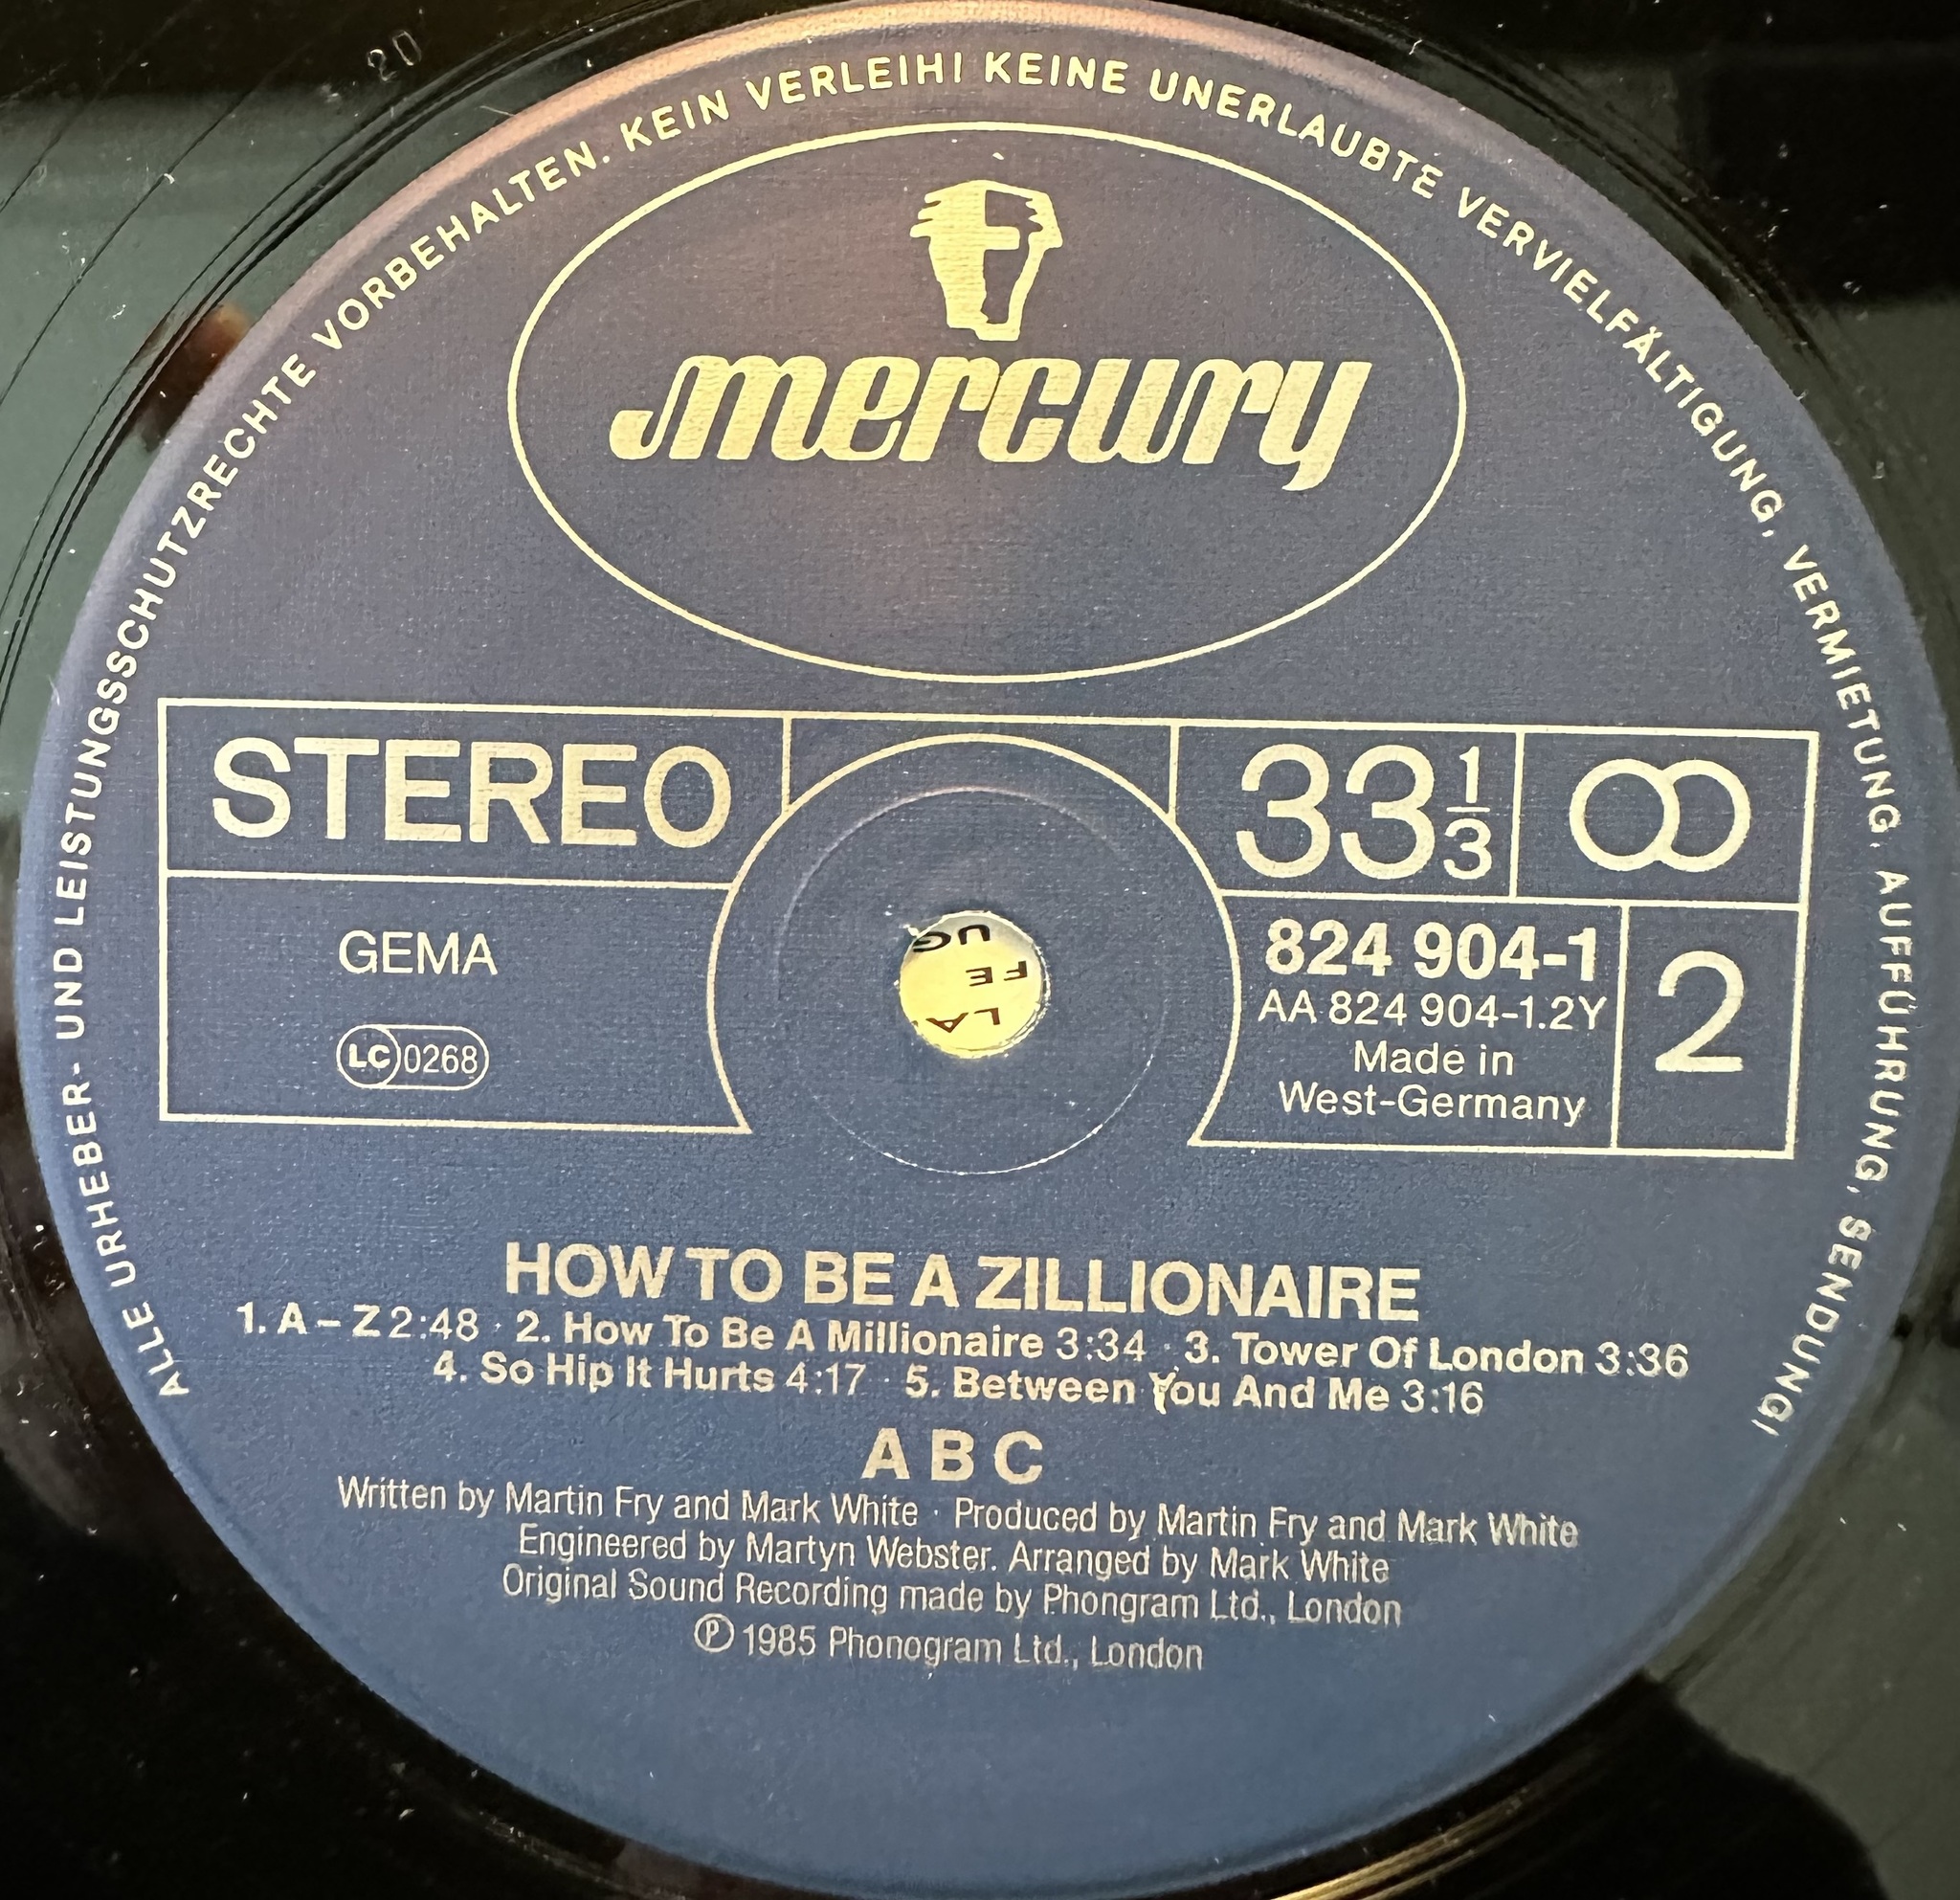 20
ALLE URHEBER- UND LEISTUNGSSCHUTZRECHTE VORBEHALTEN. KEIN VERLEIH! KEINE UNERLAUBTE VERVIELFÄLTIGUNG, VERMIETUNG, AUFFÜHRUNG, SENDUNG!
mercury
STEREO
33 1/3
GEMA
LC 0268
824 904-1
AA 824 904-1.2Y
Made in
West-Germany
2
UG
FE
LA
HOW TO BE A ZILLIONAIRE
1. A – Z 2:48 · 2. How To Be A Millionaire 3:34 · 3. Tower Of London 3:36
4. So Hip It Hurts 4:17 · 5. Between You And Me 3:16
ABC
Written by Martin Fry and Mark White · Produced by Martin Fry and Mark White
Engineered by Martyn Webster. Arranged by Mark White
Original Sound Recording made by Phongram Ltd., London
Ⓟ 1985 Phonogram Ltd., London